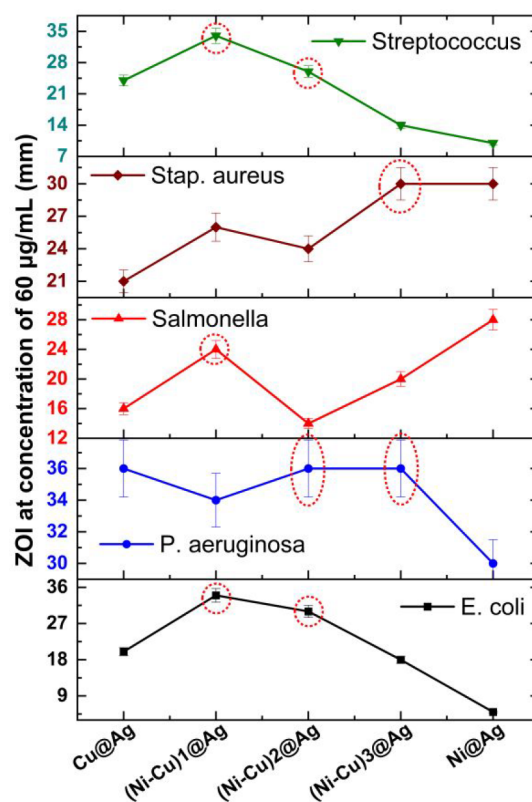 ZOI at concentration of 60 µg/mL (mm)
35
28
21
14
7
Streptococcus
30
27
24
21
Stap. aureus
28
24
20
16
12
Salmonella
36
34
32
30
P. aeruginosa
36
27
18
9
E. coli
Cu@Ag
(Ni-Cu)1@Ag
(Ni-Cu)2@Ag
(Ni-Cu)3@Ag
Ni@Ag